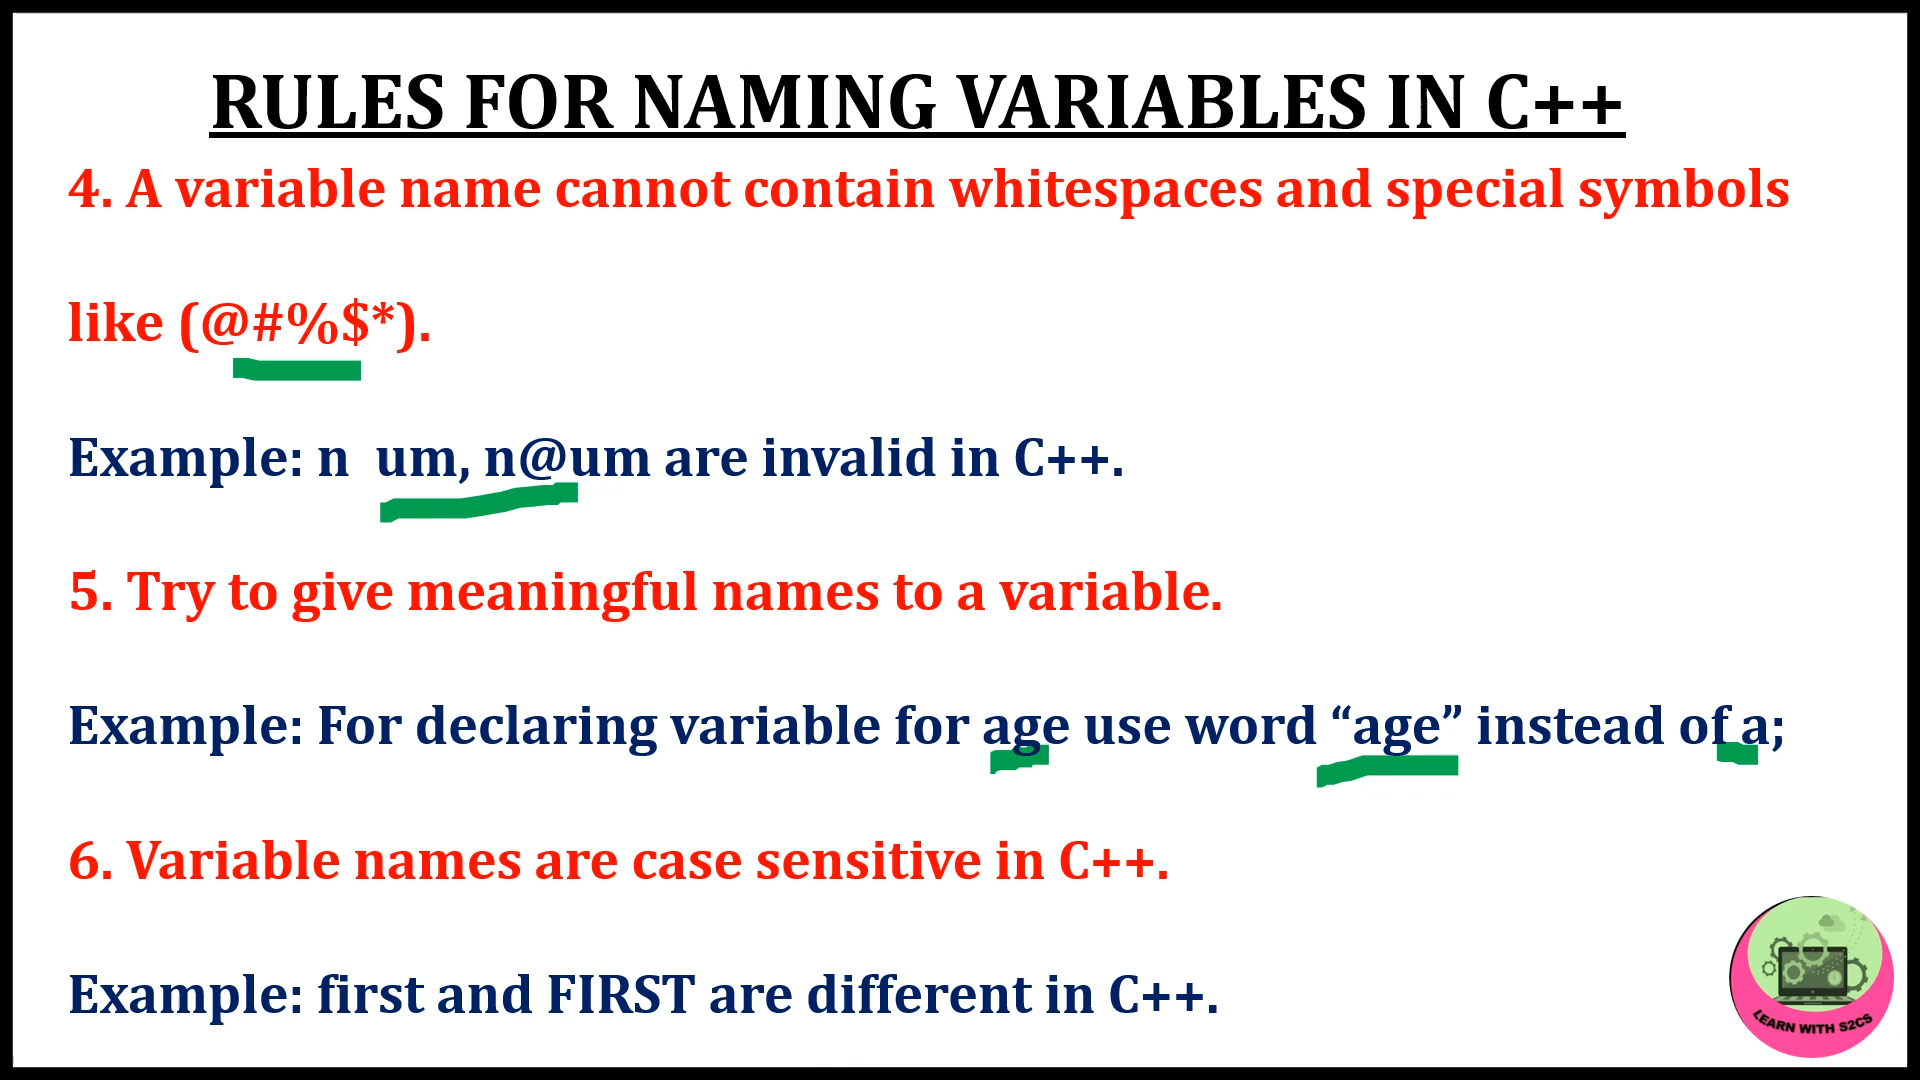 RULES FOR NAMING VARIABLES IN C++
4. A variable name cannot contain whitespaces and special symbols
like (@#%$*).
Example: n  um, n@um are invalid in C++.
5. Try to give meaningful names to a variable.
Example: For declaring variable for age use word “age” instead of a;
6. Variable names are case sensitive in C++.
Example: first and FIRST are different in C++.
LEARN WITH S2CS